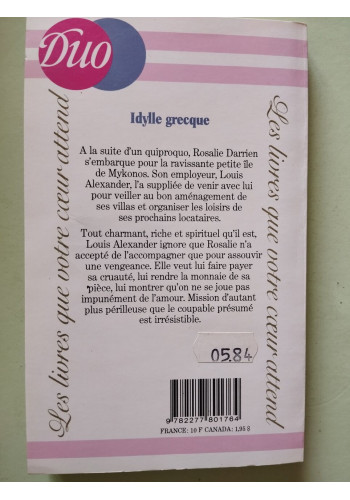 Duo
Idylle grecque
A la suite d'un quiproquo, Rosalie Darrien
s'embarque pour la ravissante petite île
de Mykonos. Son employeur, Louis
Alexander, l'a suppliée de venir avec lui
pour veiller au bon aménagement de
ses villas et organiser les loisirs de
ses prochains locataires.
Tout charmant, riche et spirituel qu'il est,
Louis Alexander ignore que Rosalie n'a
accepté de l'accompagner que pour assou-
vir une vengeance. Elle veut lui faire payer
sa cruauté, lui rendre la monnaie de sa
pièce, lui montrer qu'on ne se joue pas
impunément de l'amour. Mission d'autant
plus périlleuse que le coupable présumé
est irrésistible.
Les livres que votre cœur attend
Les livres que votre cœur attend
0584
9 782277 801764
FRANCE: 10 F CANADA: 1,95 $